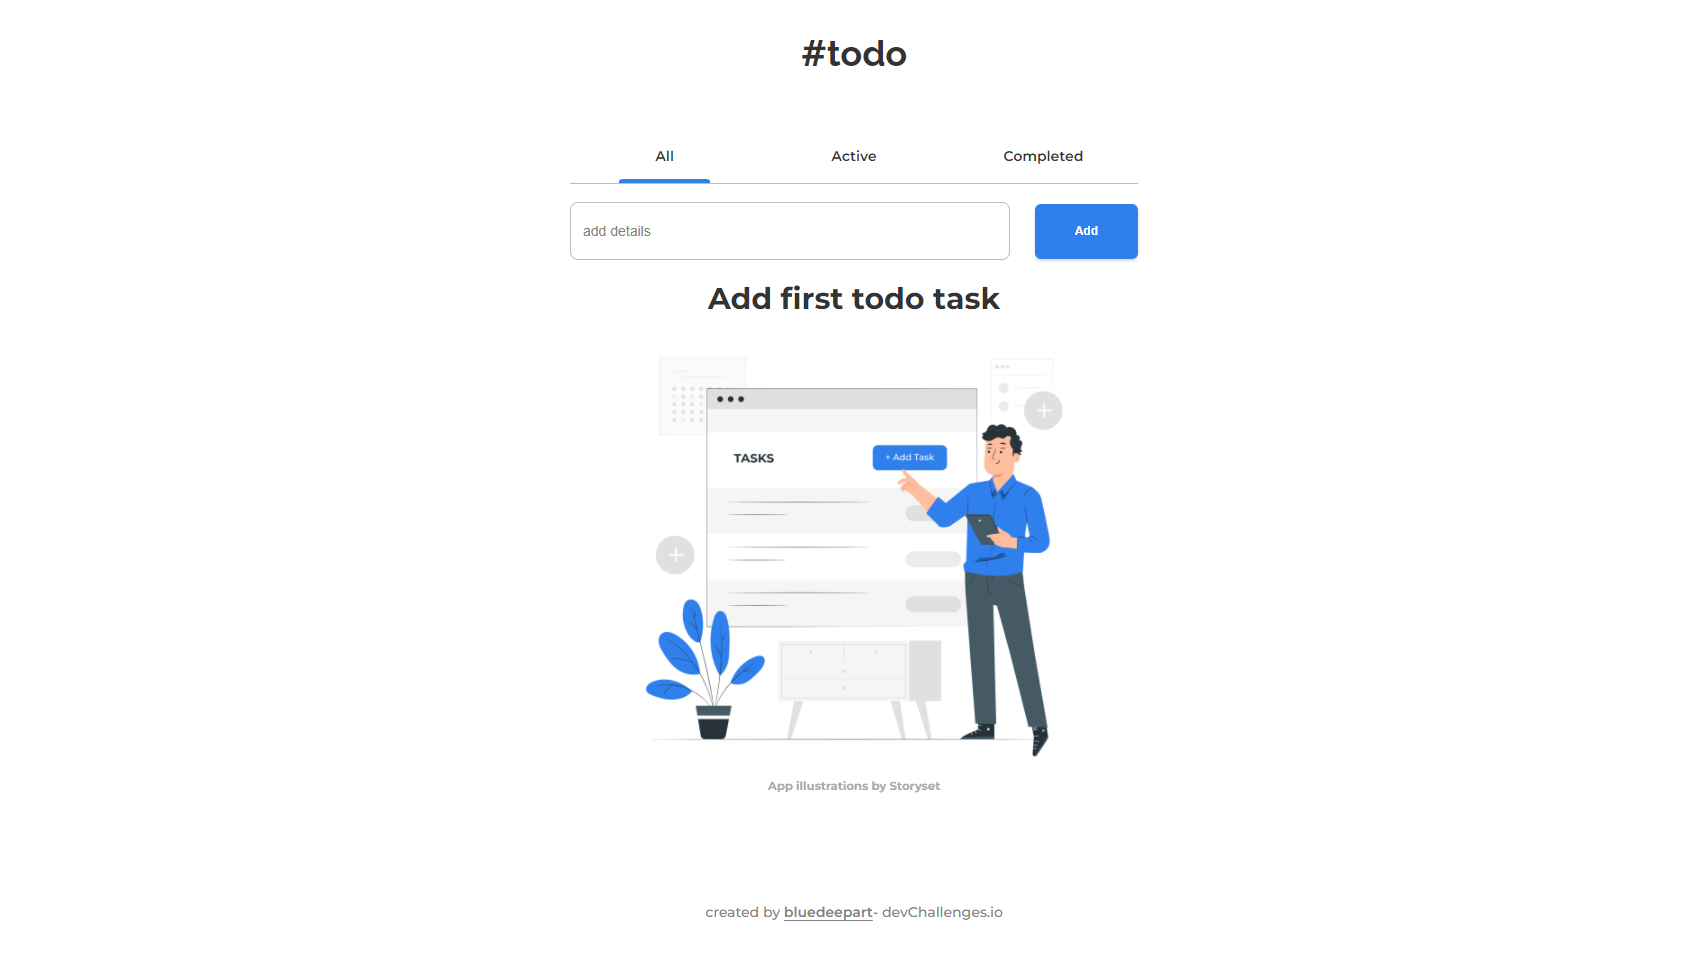 #todo
All Active Completed
add details Add
Add first todo task
TASKS + Add Task
App illustrations by Storyset
created by bluedeepart- devChallenges.io